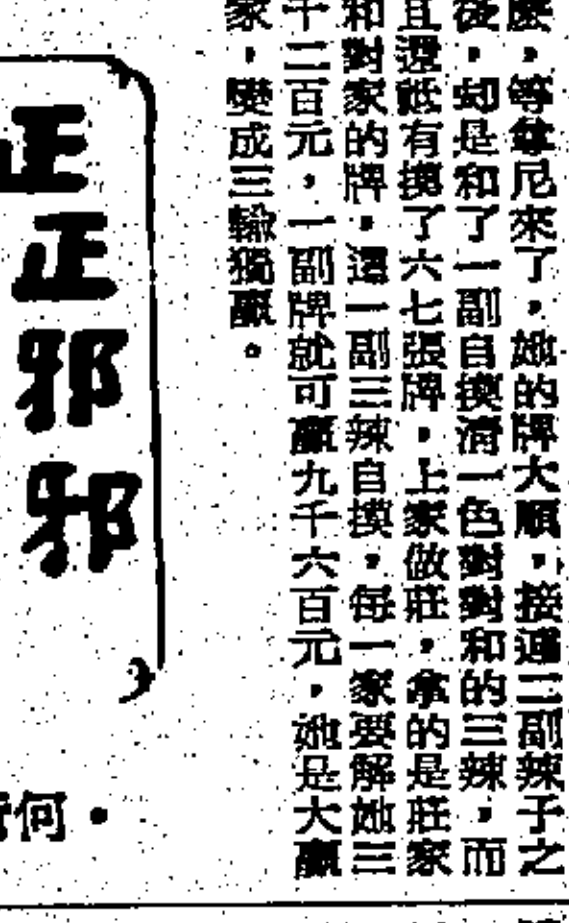 麽，等韋尼來了，她的牌大順，接連二副辣子之
後，却是和了一副自摸清一色對對和的三辣，而
且還祇有摸了六七張牌，上家做莊，拿的是莊家
和對家的牌，這一副三辣自摸，每一家要解她三
千二百元，一副牌就可贏九千六百元，她是大贏
家，變成三輸獨贏。
正正邪邪
何。